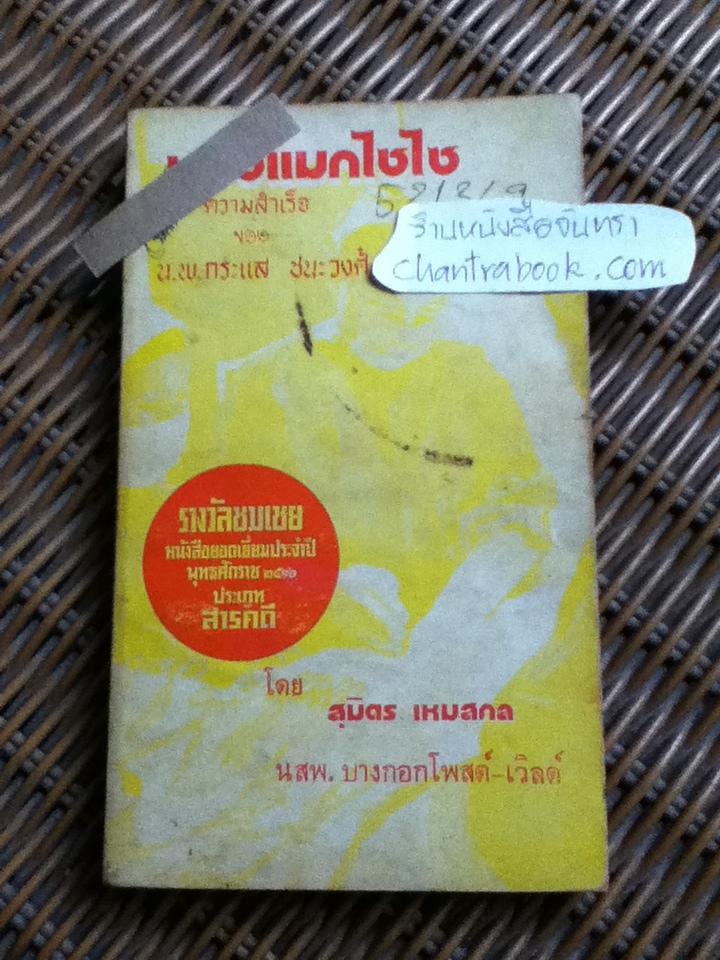 แมกไซไซ
ความสำเร็จ
ของ
น.พ.กระแส ชนะวงศ์
ร้านหนังสือจันทรา
chantrabook.com
รางวัลชมเชย
หนังสือยอดเยี่ยมประจำปี
พุทธศักราช ๒๕๑๖
ประเภท
สารคดี
โดย
สุมิตร เหมสถล
นสพ. บางกอกโพสต์-เวิลด์